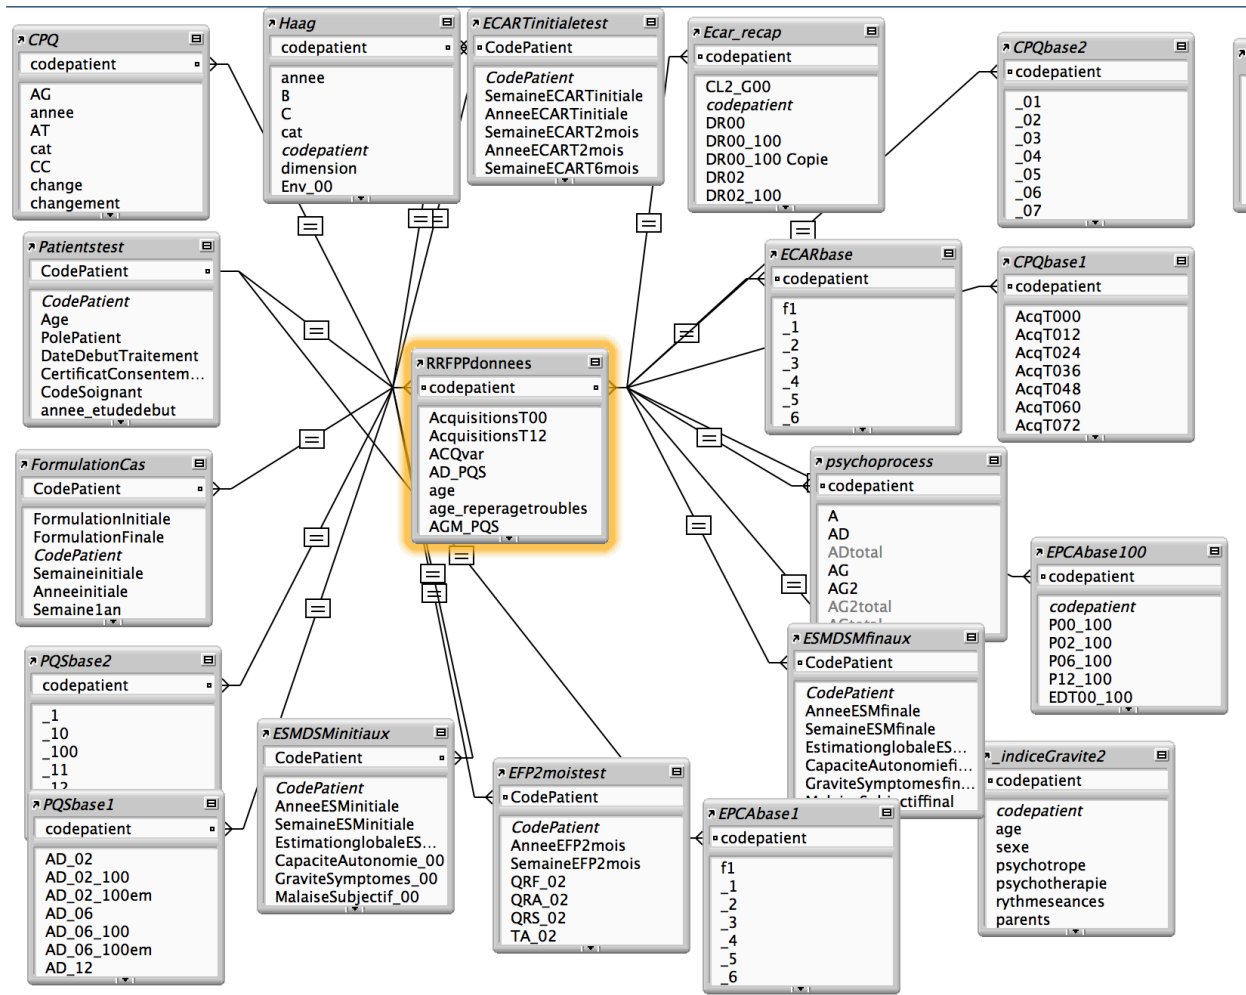 CPQ
codepatient
AG
annee
AT
cat
CC
change
changement
Haag
codepatient
annee
B
C
cat
codepatient
dimension
Env_00
ECARTinitialetest
CodePatient
CodePatient
SemaineECARTinitiale
AnneeECARTinitiale
SemaineECART2mois
AnneeECART2mois
SemaineECART6mois
Ecar_recap
codepatient
CL2_G00
codepatient
DR00
DR00_100
DR00_100 Copie
DR02
DR02_100
CPQbase2
codepatient
_01
_02
_03
_04
_05
_06
_07
Patientstest
CodePatient
CodePatient
Age
PolePatient
DateDebutTraitement
CertificatConsentem...
CodeSoignant
annee_etudedebut
ECARbase
codepatient
f1
_1
_2
_3
_4
_5
_6
CPQbase1
codepatient
AcqT000
AcqT012
AcqT024
AcqT036
AcqT048
AcqT060
AcqT072
RRFPPdonnees
codepatient
AcquisitionsT00
AcquisitionsT12
ACQvar
AD_PQS
age
age_reperagetroubles
AGM_PQS
FormulationCas
CodePatient
FormulationInitiale
FormulationFinale
CodePatient
Semaineinitiale
Anneeinitiale
Semaine1an
psychoprocess
codepatient
A
AD
ADtotal
AG
AG2
AG2total
AGtotal
EPCAbase100
codepatient
codepatient
P00_100
P02_100
P06_100
P12_100
EDT00_100
PQSbase2
codepatient
_1
_10
_100
_11
_12
ESMDSMfinaux
CodePatient
CodePatient
AnneeESMfinale
SemaineESMfinale
EstimationglobaleES...
CapaciteAutonomiefi...
GraviteSymptomesfin...
MalaiseSubjectiffinal
ESMDSMinitiaux
CodePatient
CodePatient
AnneeESMinitiale
SemaineESMinitiale
EstimationglobaleES...
CapaciteAutonomie_00
GraviteSymptomes_00
MalaiseSubjectif_00
_indiceGravite2
codepatient
codepatient
age
sexe
psychotrope
psychotherapie
rythmeseances
parents
EFP2moistest
CodePatient
CodePatient
AnneeEFP2mois
SemaineEFP2mois
QRF_02
QRA_02
QRS_02
TA_02
PQSbase1
codepatient
AD_02
AD_02_100
AD_02_100em
AD_06
AD_06_100
AD_06_100em
AD_12
EPCAbase1
codepatient
f1
_1
_2
_3
_4
_5
_6